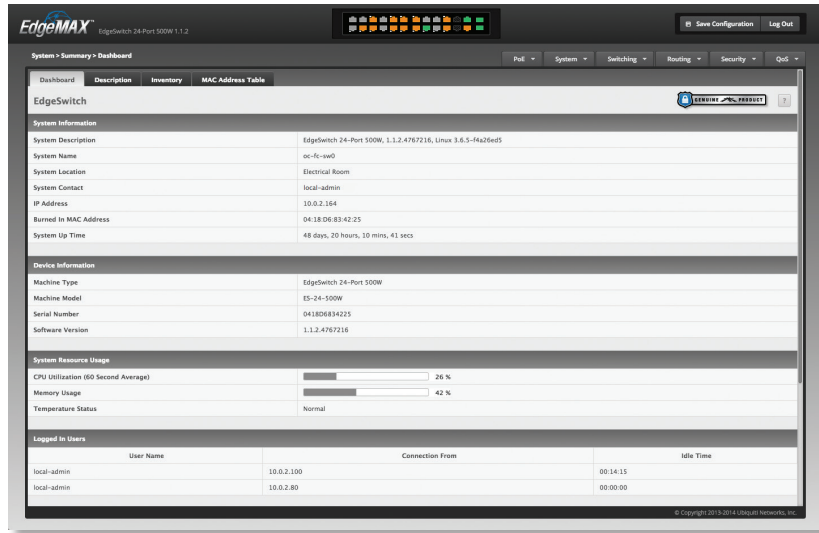 EdgeMAX™ EdgeSwitch 24-Port 500W 1.1.2
Save Configuration Log Out
System > Summary > Dashboard
Poll System Switching Routing Security QoS
Dashboard Description Inventory MAC Address Table
EdgeSwitch
GENUINE PRODUCT ?
System Information
System Description EdgeSwitch 24-Port 500W, 1.1.2.4767216, Linux 3.6.5-f4a26ed5
System Name oc-fc-sw0
System Location Electrical Room
System Contact local-admin
IP Address 10.0.2.164
Burned In MAC Address 04:18:D6:83:42:25
System Up Time 48 days, 20 hours, 10 mins, 41 secs
Device Information
Machine Type EdgeSwitch 24-Port 500W
Machine Model ES-24-500W
Serial Number 0418D6834225
Software Version 1.1.2.4767216
System Resource Usage
CPU Utilization (60 Second Average) 26 %
Memory Usage 42 %
Temperature Status Normal
Logged In Users
User Name Connection From Idle Time
local-admin 10.0.2.100 00:14:15
local-admin 10.0.2.80 00:00:00
© Copyright 2013-2014 Ubiquiti Networks, Inc.